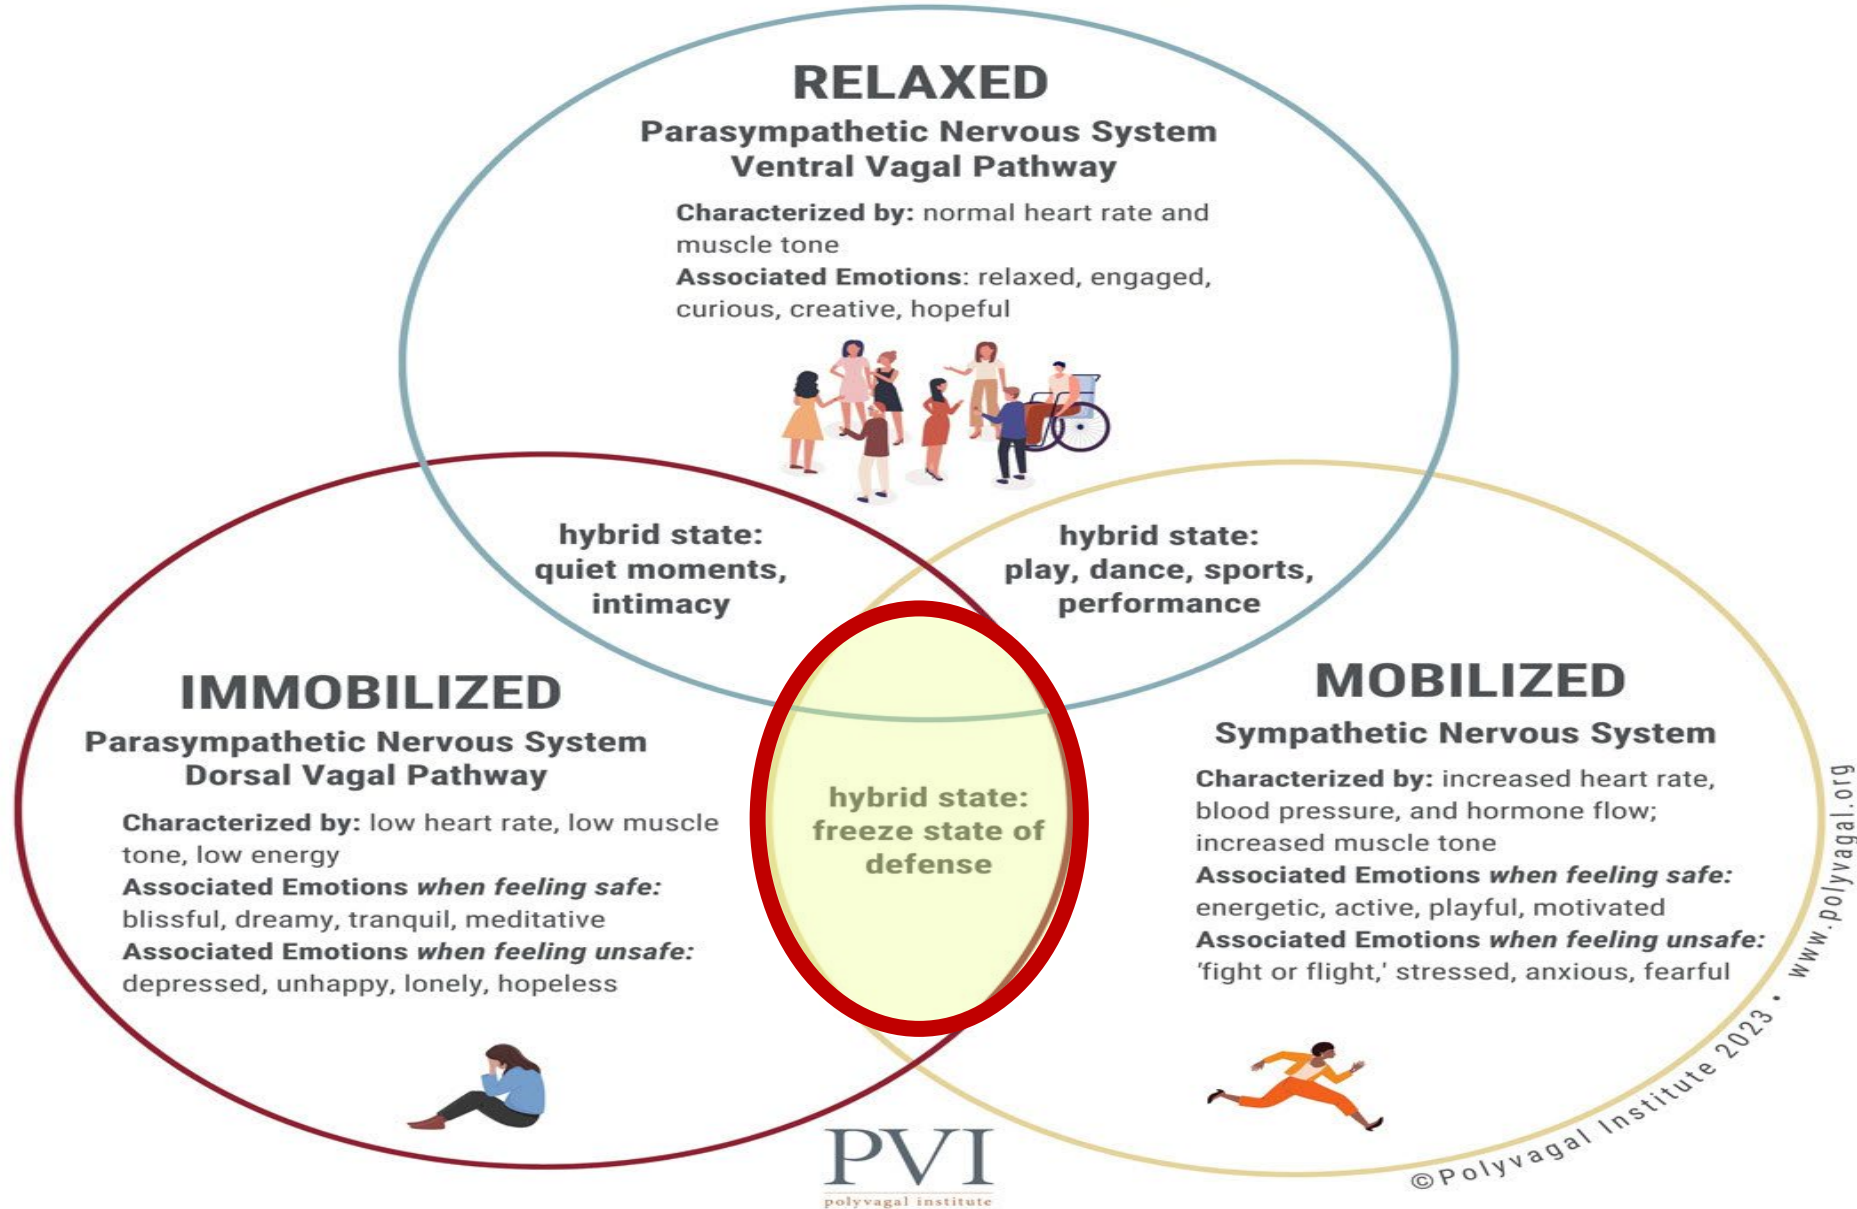 RELAXED
Parasympathetic Nervous System
Ventral Vagal Pathway
Characterized by: normal heart rate and
muscle tone
Associated Emotions: relaxed, engaged,
curious, creative, hopeful
hybrid state:
quiet moments,
intimacy
hybrid state:
play, dance, sports,
performance
IMMOBILIZED
Parasympathetic Nervous System
Dorsal Vagal Pathway
Characterized by: low heart rate, low muscle
tone, low energy
Associated Emotions when feeling safe:
blissful, dreamy, tranquil, meditative
Associated Emotions when feeling unsafe:
depressed, unhappy, lonely, hopeless
hybrid state:
freeze state of
defense
MOBILIZED
Sympathetic Nervous System
Characterized by: increased heart rate,
blood pressure, and hormone flow;
increased muscle tone
Associated Emotions when feeling safe:
energetic, active, playful, motivated
Associated Emotions when feeling unsafe:
'fight or flight,' stressed, anxious, fearful
PVI
polyvagal institute
©Polyvagal Institute 2023 • www.polyvagal.org